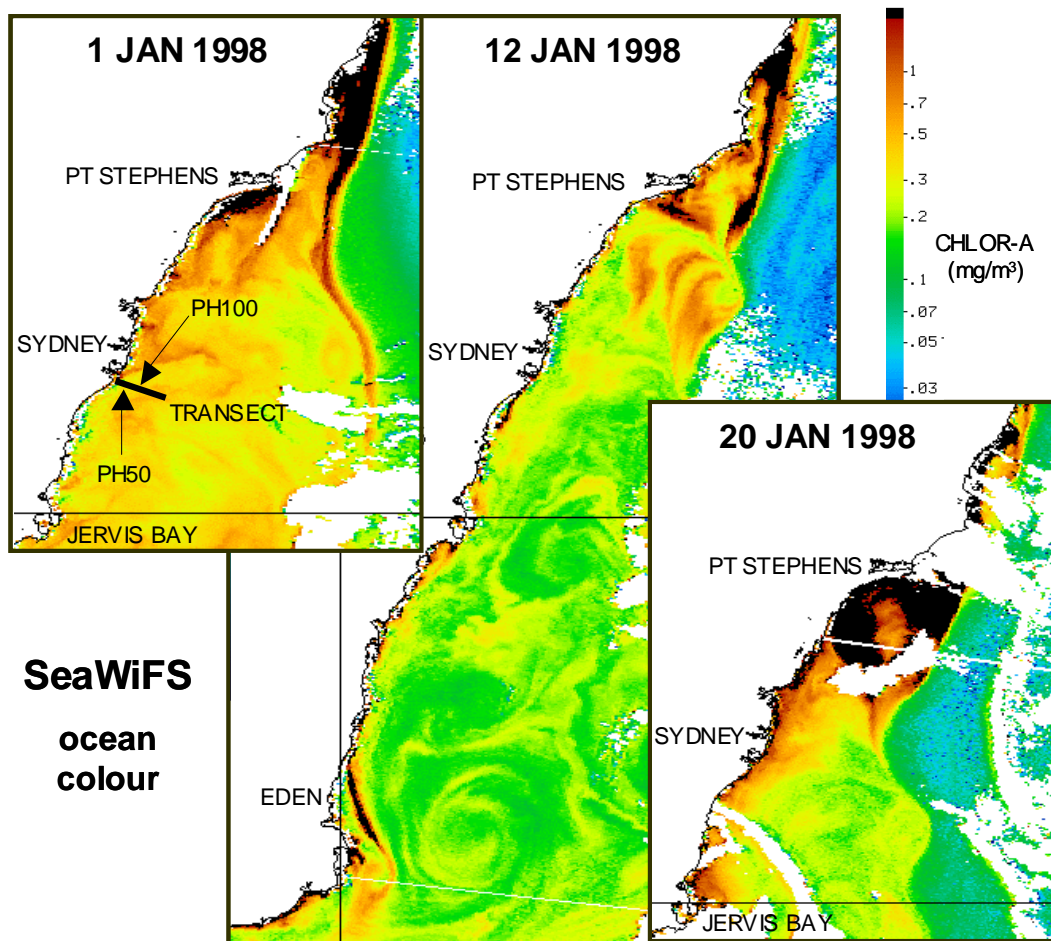 1 JAN 1998
PT STEPHENS
PH100
SYDNEY
TRANSECT
PH50
JERVIS BAY
12 JAN 1998
PT STEPHENS
SYDNEY
EDEN
1
.7
.5
.3
.2
.1
.07
.05
.03
CHLOR-A
(mg/m³)
20 JAN 1998
PT STEPHENS
SYDNEY
JERVIS BAY
SeaWiFS
ocean
colour